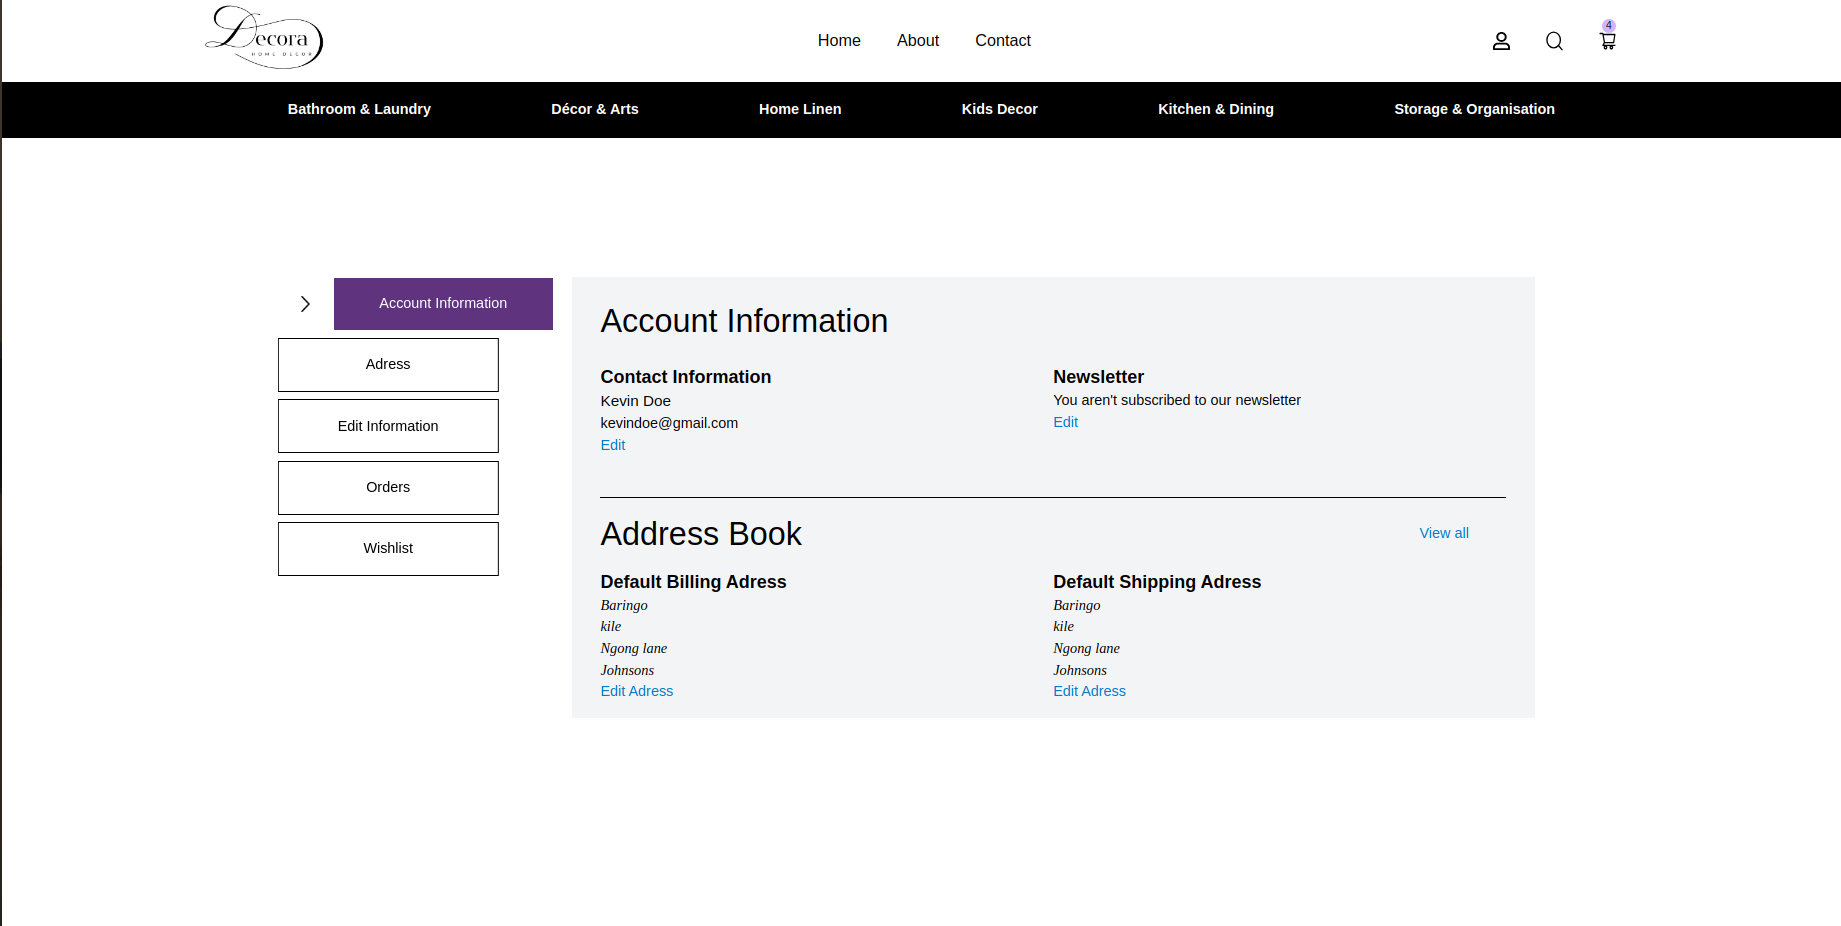 Decora
HOME DECOR
Home About Contact
4
Bathroom & Laundry Décor & Arts Home Linen Kids Decor Kitchen & Dining Storage & Organisation
Account Information
Adress
Edit Information
Orders
Wishlist
Account Information
Contact Information
Kevin Doe
kevindoe@gmail.com
Edit
Newsletter
You aren't subscribed to our newsletter
Edit
Address Book
View all
Default Billing Adress
Baringo
kile
Ngong lane
Johnsons
Edit Adress
Default Shipping Adress
Baringo
kile
Ngong lane
Johnsons
Edit Adress